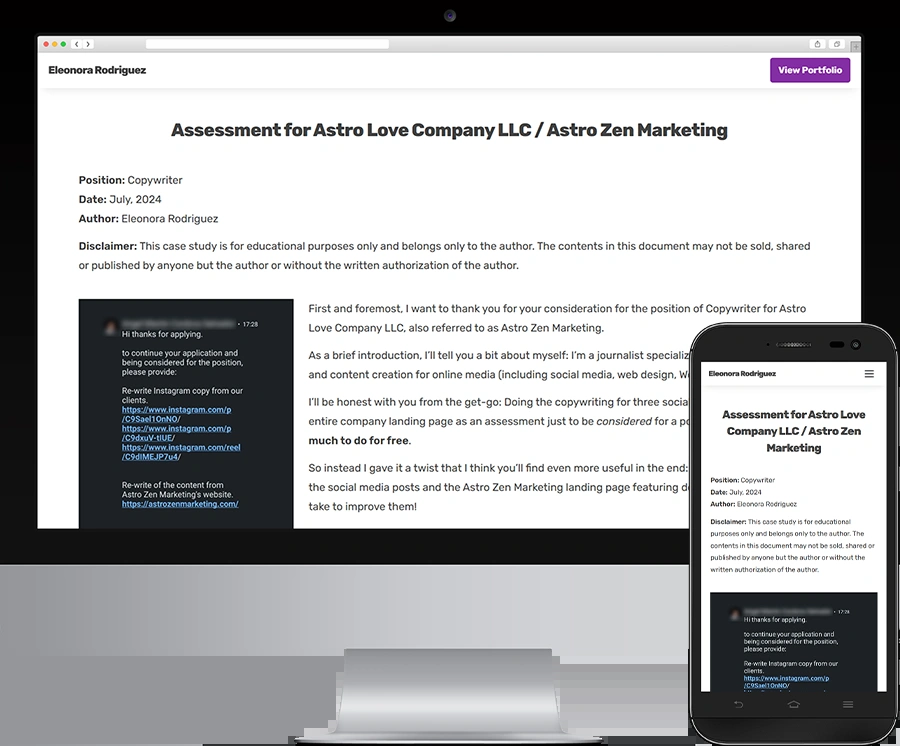 Eleonora Rodriguez
View Portfolio
Assessment for Astro Love Company LLC / Astro Zen Marketing
Position: Copywriter
Date: July, 2024
Author: Eleonora Rodriguez
Disclaimer: This case study is for educational purposes only and belongs only to the author. The contents in this document may not be sold, shared
or published by anyone but the author or without the written authorization of the author.
• 17:28
Hi thanks for applying.
to continue your application and
being considered for the position,
please provide:
Re-write Instagram copy from our
clients.
https://www.instagram.com/p
/C9Sael1OnNO/
https://www.instagram.com/p
/C9dxuV-tlUE/
https://www.instagram.com/reel
/C9dIMEJP7u4/
Re-write of the content from
Astro Zen Marketing's website.
https://astrozenmarketing.com/
First and foremost, I want to thank you for your consideration for the position of Copywriter for Astro
Love Company LLC, also referred to as Astro Zen Marketing.
As a brief introduction, I'll tell you a bit about myself: I'm a journalist specializ
and content creation for online media (including social media, web design, W
I'll be honest with you from the get-go: Doing the copywriting for three socia
entire company landing page as an assessment just to be considered for a po
much to do for free.
So instead I gave it a twist that I think you'll find even more useful in the end:
the social media posts and the Astro Zen Marketing landing page featuring d
take to improve them!
Eleonora Rodriguez
Assessment for Astro Love
Company LLC / Astro Zen
Marketing
Position: Copywriter
Date: July, 2024
Author: Eleonora Rodriguez
Disclaimer: This case study is for educational
purposes only and belongs only to the author. The
contents in this document may not be sold, shared or
published by anyone but the author or without the
written authorization of the author.
• 17:28
Hi thanks for applying.
to continue your application and
being considered for the position,
please provide:
Re-write Instagram copy from our
clients.
https://www.instagram.com/p
/C9Sael1OnNO/